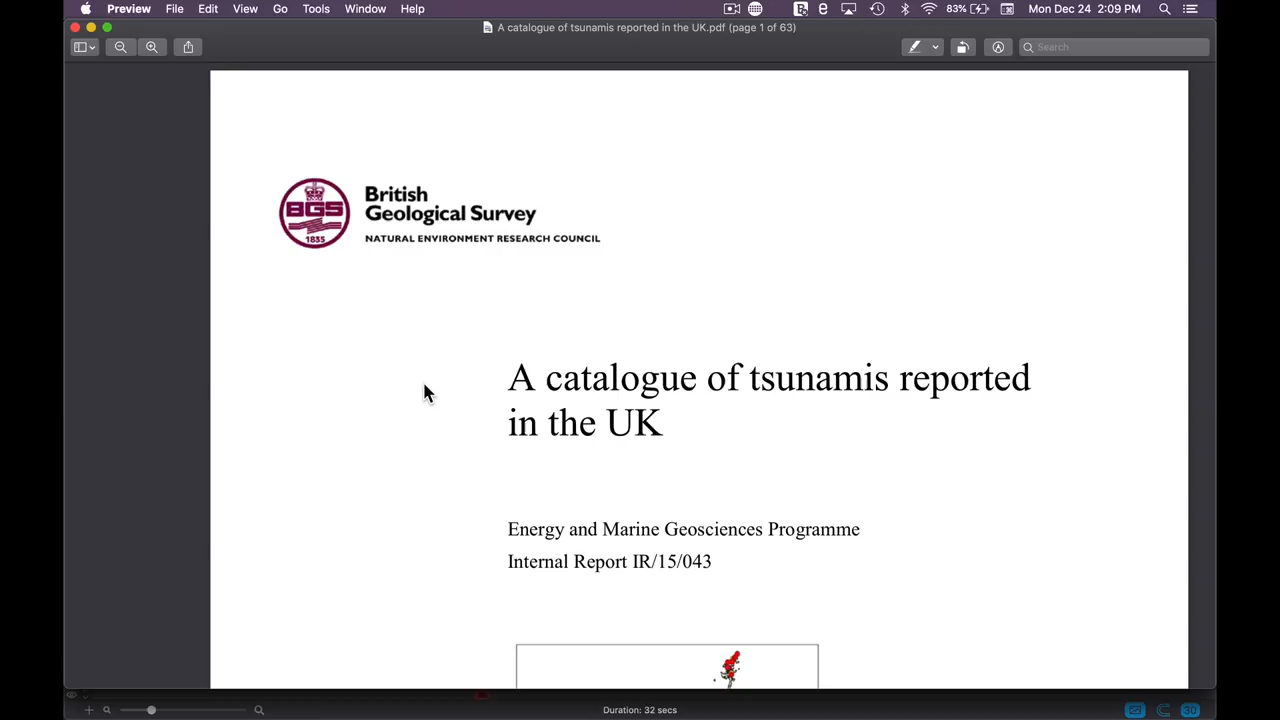 Preview File Edit View Go Tools Window Help 83% Mon Dec 24 2:09 PM
A catalogue of tsunamis reported in the UK.pdf (page 1 of 63)
Search
BGS
1835
British
Geological Survey
NATURAL ENVIRONMENT RESEARCH COUNCIL
A catalogue of tsunamis reported
in the UK
Energy and Marine Geosciences Programme
Internal Report IR/15/043
Duration: 32 secs
30